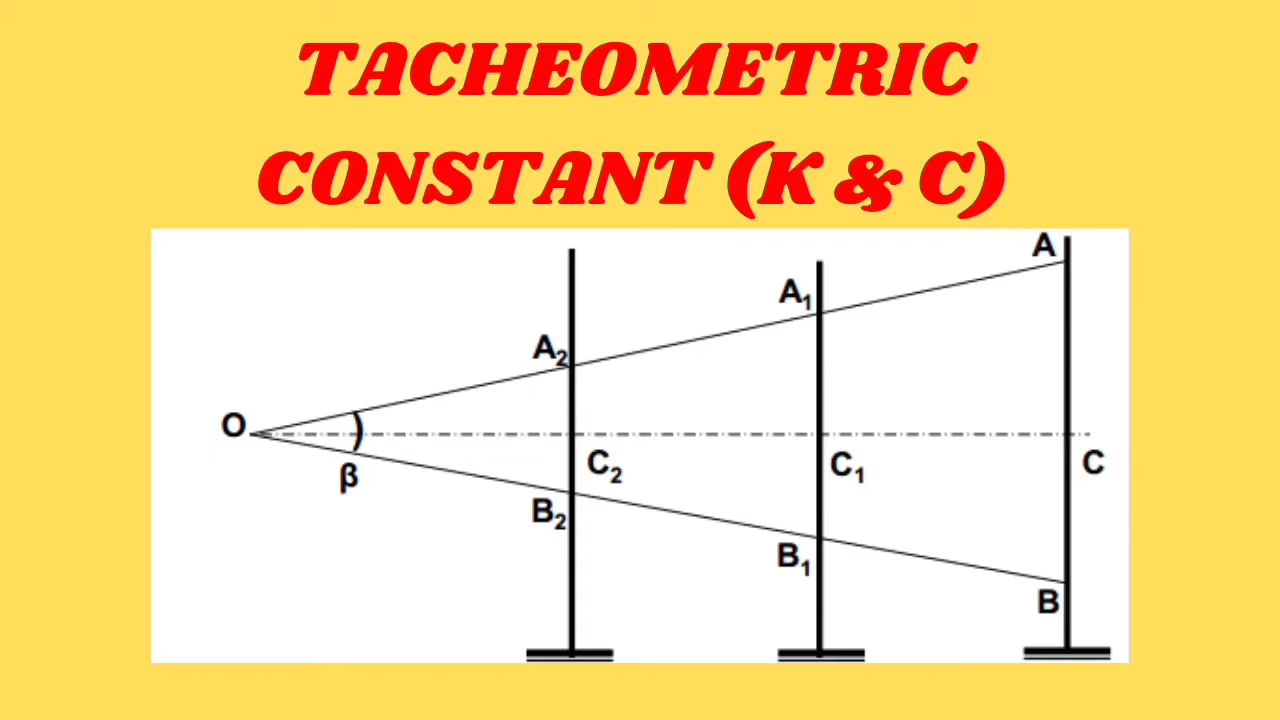 TACHEOMETRIC
CONSTANT (K & C)
A
A₁
A₂
O
C₂
C₁
C
β
B₂
B₁
B